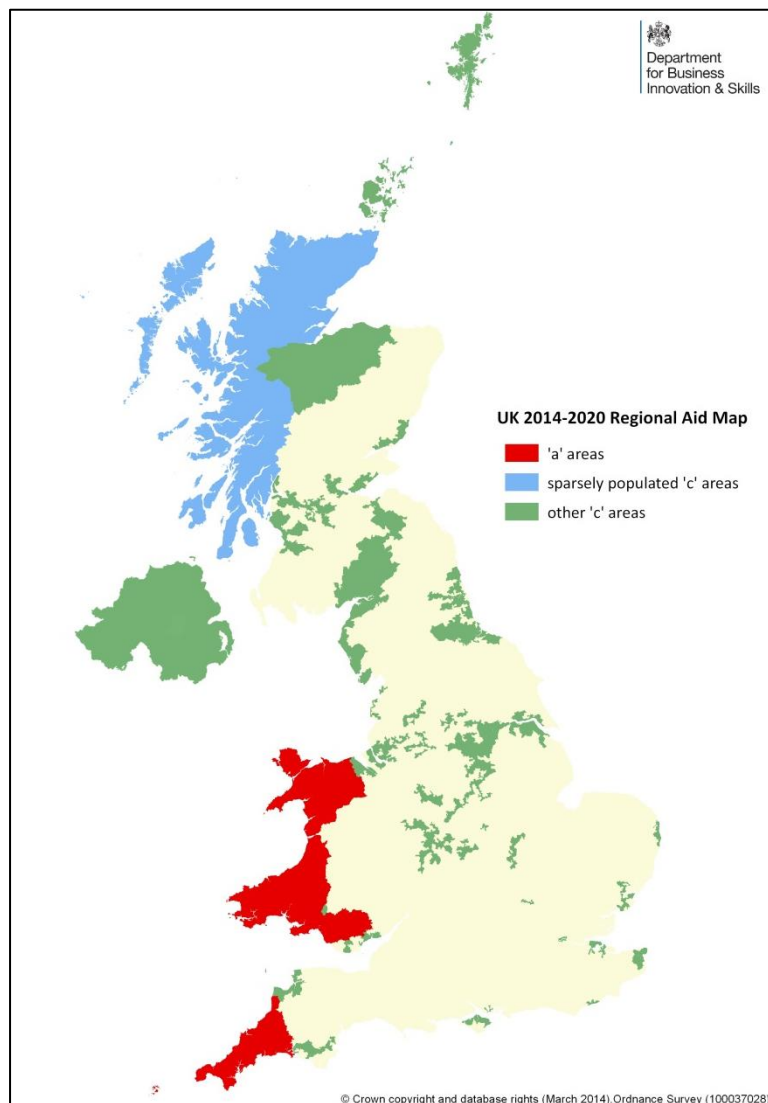 Department
for Business
Innovation & Skills
UK 2014-2020 Regional Aid Map
'a' areas
sparsely populated 'c' areas
other 'c' areas
© Crown copyright and database rights (March 2014).Ordnance Survey (100037028)